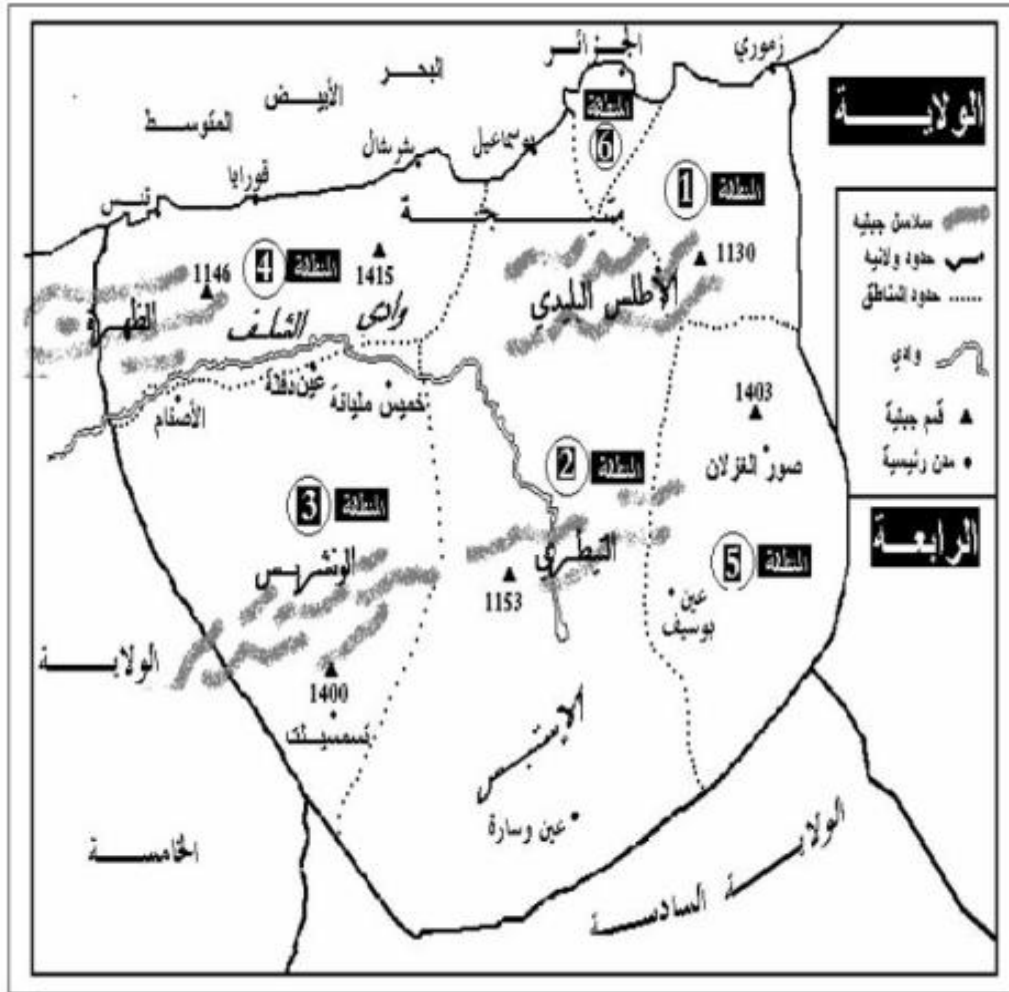 الجزائر
زموري
البحر
الأبيض
المتوسط
المنطقة
6
بوسماعيل
شرشال
قورايا
تنس
متيجة
1
المنطقة
1130
4
المنطقة
1415
1146
الظهرة
وادي
الشلف
الأطلس البليدي
عين دفلة
خميس مليانة
الأصنام
1403
صور الغزلان
2
المنطقة
3
المنطقة
التيطري
1153
الونشريس
5
المنطقة
عين
بوسيف
1400
تسمسيلت
عين وسارة
الولاية
الخامسة
الولاية السادسة
الولاية
سلاسل جبلية
حدود ولائية
حدود المناطق
وادي
قمم جبلية
مدن رئيسية
الرابعة